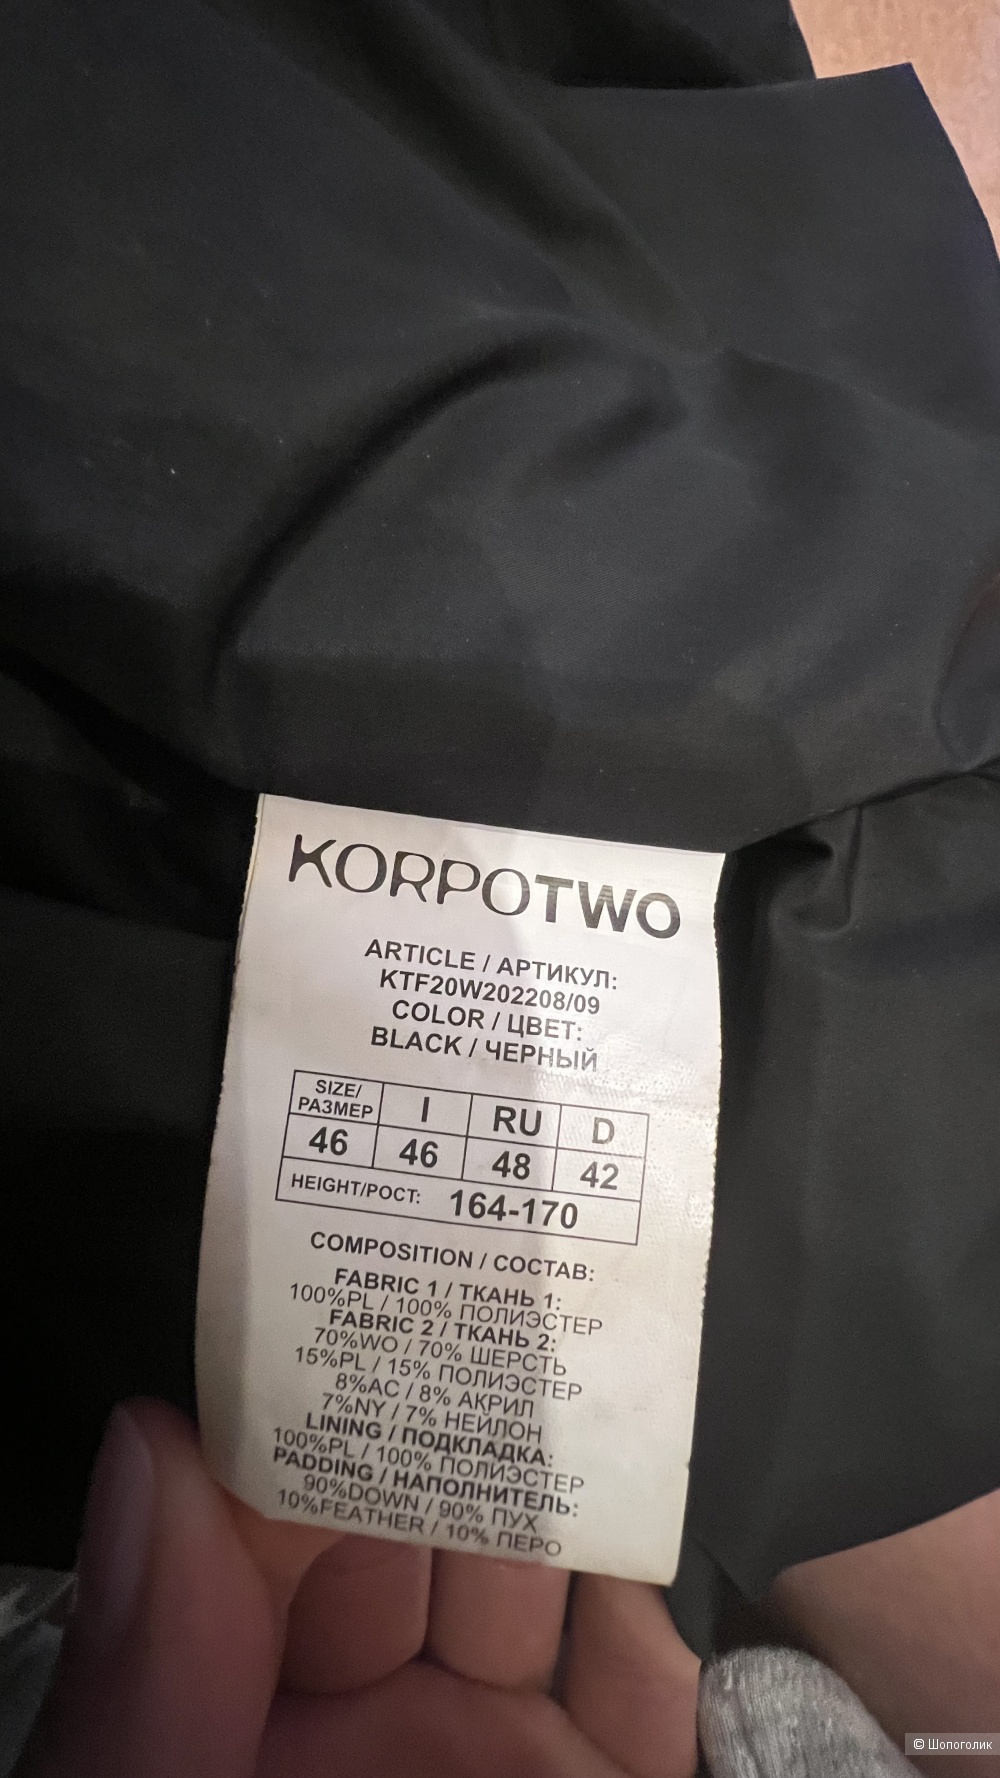 KORPOTWO
ARTICLE / АРТИКУЛ:
KTF20W202208/09
COLOR / ЦВЕТ:
BLACK / ЧЕРНЫЙ
SIZE/ РАЗМЕР I RU D
46 46 48 42
HEIGHT/РОСТ: 164-170
COMPOSITION / СОСТАВ:
FABRIC 1 / ТКАНЬ 1:
100%PL / 100% ПОЛИЭСТЕР
FABRIC 2 / ТКАНЬ 2:
70%WO / 70% ШЕРСТЬ
15%PL / 15% ПОЛИЭСТЕР
8%AC / 8% АКРИЛ
7%NY / 7% НЕЙЛОН
LINING / ПОДКЛАДКА:
100%PL / 100% ПОЛИЭСТЕР
PADDING / НАПОЛНИТЕЛЬ:
90%DOWN / 90% ПУХ
10%FEATHER / 10% ПЕРО
© Шопоголик